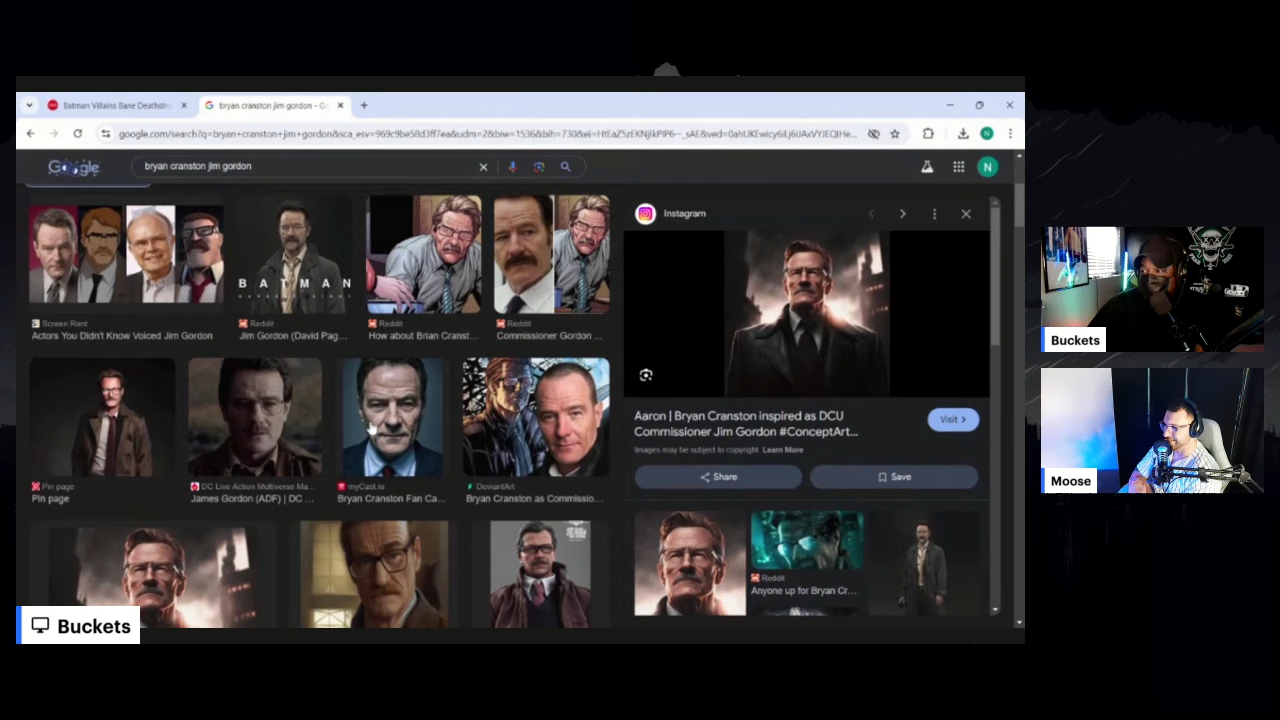 Batman Villains Bane Deathstro
bryan cranston jim gordon - Go
bryan cranston jim gordon
Google
Instagram
BATMAN
Screen Rant
Actors You Didn't Know Voiced Jim Gordon
Reddit
Jim Gordon (David Pag...
Reddit
How about Brian Cranst...
Reddit
Commissioner Gordon ...
Pin page
Pin page
DC Live Action Multiverse Ma...
James Gordon (ADF) | DC ...
myCast.io
Bryan Cranston Fan Ca...
DeviantArt
Bryan Cranston as Commissio...
Aaron | Bryan Cranston inspired as DCU
Commissioner Jim Gordon #ConceptArt...
Visit >
Images may be subject to copyright. Learn More
Share
Save
Reddit
Anyone up for Bryan Cr...
N
N
Buckets
Buckets
Moose